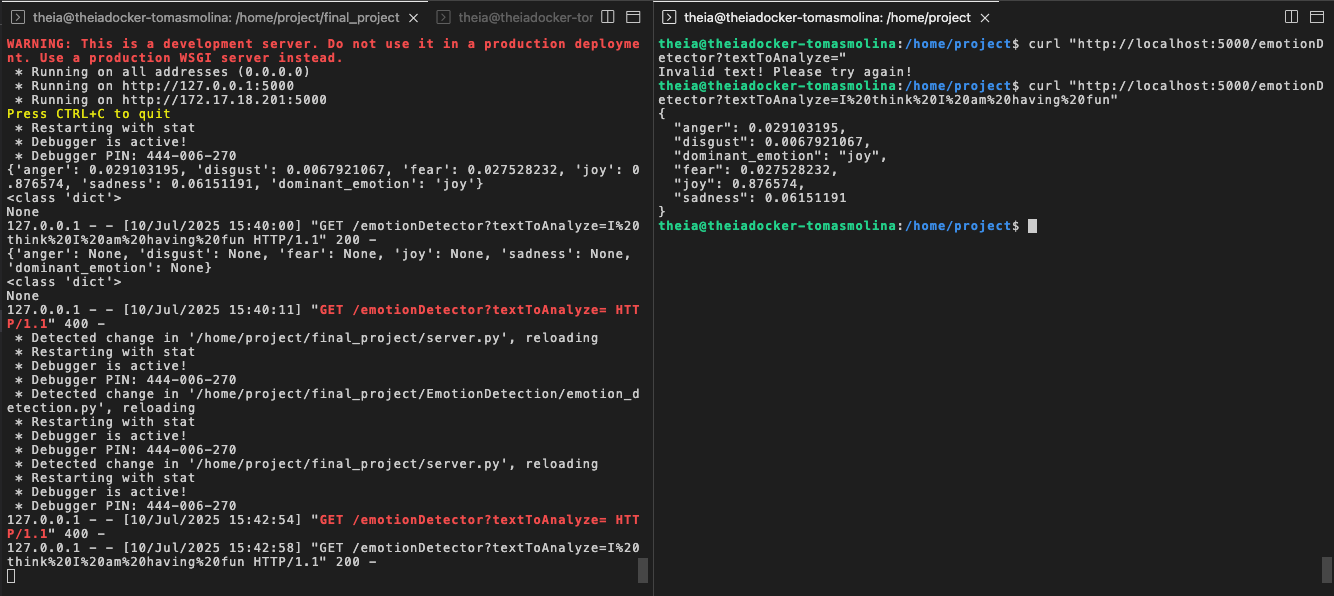 theia@theiadocker-tomasmolina: /home/project/final_project
theia@theiadocker-tor
WARNING: This is a development server. Do not use it in a production deployme
nt. Use a production WSGI server instead.
 * Running on all addresses (0.0.0.0)
 * Running on http://127.0.0.1:5000
 * Running on http://172.17.18.201:5000
Press CTRL+C to quit
 * Restarting with stat
 * Debugger is active!
 * Debugger PIN: 444-006-270
{'anger': 0.029103195, 'disgust': 0.0067921067, 'fear': 0.027528232, 'joy': 0
.876574, 'sadness': 0.06151191, 'dominant_emotion': 'joy'}
<class 'dict'>
None
127.0.0.1 - - [10/Jul/2025 15:40:00] "GET /emotionDetector?textToAnalyze=I%20
think%20I%20am%20having%20fun HTTP/1.1" 200 -
{'anger': None, 'disgust': None, 'fear': None, 'joy': None, 'sadness': None,
'dominant_emotion': None}
<class 'dict'>
None
127.0.0.1 - - [10/Jul/2025 15:40:11] "GET /emotionDetector?textToAnalyze= HTT
P/1.1" 400 -
 * Detected change in '/home/project/final_project/server.py', reloading
 * Restarting with stat
 * Debugger is active!
 * Debugger PIN: 444-006-270
 * Detected change in '/home/project/final_project/EmotionDetection/emotion_d
etection.py', reloading
 * Restarting with stat
 * Debugger is active!
 * Debugger PIN: 444-006-270
 * Detected change in '/home/project/final_project/server.py', reloading
 * Restarting with stat
 * Debugger is active!
 * Debugger PIN: 444-006-270
127.0.0.1 - - [10/Jul/2025 15:42:54] "GET /emotionDetector?textToAnalyze= HTT
P/1.1" 400 -
127.0.0.1 - - [10/Jul/2025 15:42:58] "GET /emotionDetector?textToAnalyze=I%20
think%20I%20am%20having%20fun HTTP/1.1" 200 -
theia@theiadocker-tomasmolina: /home/project
theia@theiadocker-tomasmolina:/home/project$ curl "http://localhost:5000/emotionD
etector?textToAnalyze="
Invalid text! Please try again!
theia@theiadocker-tomasmolina:/home/project$ curl "http://localhost:5000/emotionD
etector?textToAnalyze=I%20think%20I%20am%20having%20fun"
{
  "anger": 0.029103195,
  "disgust": 0.0067921067,
  "dominant_emotion": "joy",
  "fear": 0.027528232,
  "joy": 0.876574,
  "sadness": 0.06151191
}
theia@theiadocker-tomasmolina:/home/project$